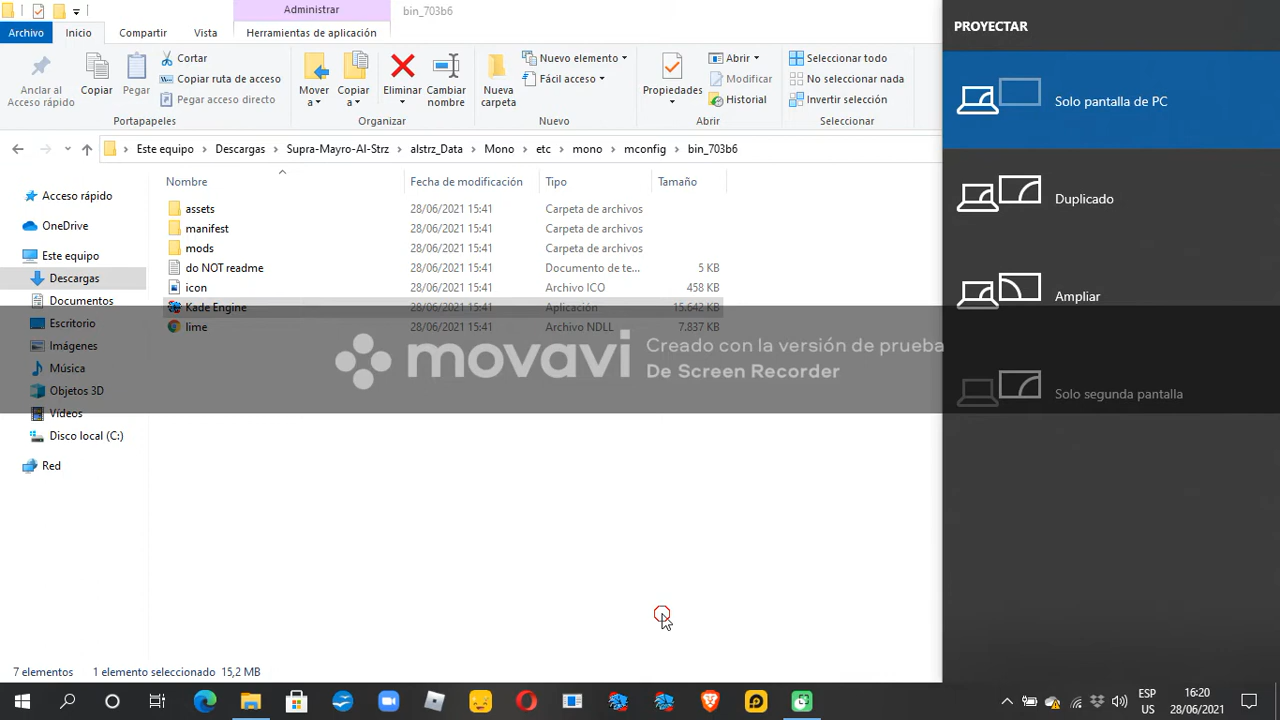 Administrar
bin_703b6
Archivo
Inicio
Compartir
Vista
Herramientas de aplicación
Anclar al
Acceso rápido
Copiar
Pegar
Cortar
Copiar ruta de acceso
Pegar acceso directo
Portapapeles
Mover
a
Copiar
a
Eliminar
Cambiar
nombre
Organizar
Nueva
carpeta
Nuevo elemento
Fácil acceso
Nuevo
Propiedades
Abrir
Modificar
Historial
Abrir
Seleccionar todo
No seleccionar nada
Invertir selección
Seleccionar
Este equipo
Descargas
Supra-Mayro-Al-Strz
alstrz_Data
Mono
etc
mono
mconfig
bin_703b6
Acceso rápido
OneDrive
Este equipo
Descargas
Documentos
Escritorio
Imágenes
Música
Objetos 3D
Vídeos
Disco local (C:)
Red
Nombre Fecha de modificación Tipo Tamaño
assets 28/06/2021 15:41 Carpeta de archivos
manifest 28/06/2021 15:41 Carpeta de archivos
mods 28/06/2021 15:41 Carpeta de archivos
do NOT readme 28/06/2021 15:41 Documento de te... 5 KB
icon 28/06/2021 15:41 Archivo ICO 458 KB
Kade Engine 28/06/2021 15:41 Aplicación 15.642 KB
lime 28/06/2021 15:41 Archivo NDLL 7.837 KB
movavi
Creado con la versión de prueba
De Screen Recorder
PROYECTAR
Solo pantalla de PC
Duplicado
Ampliar
Solo segunda pantalla
7 elementos
1 elemento seleccionado 15,2 MB
ESP
US
16:20
28/06/2021